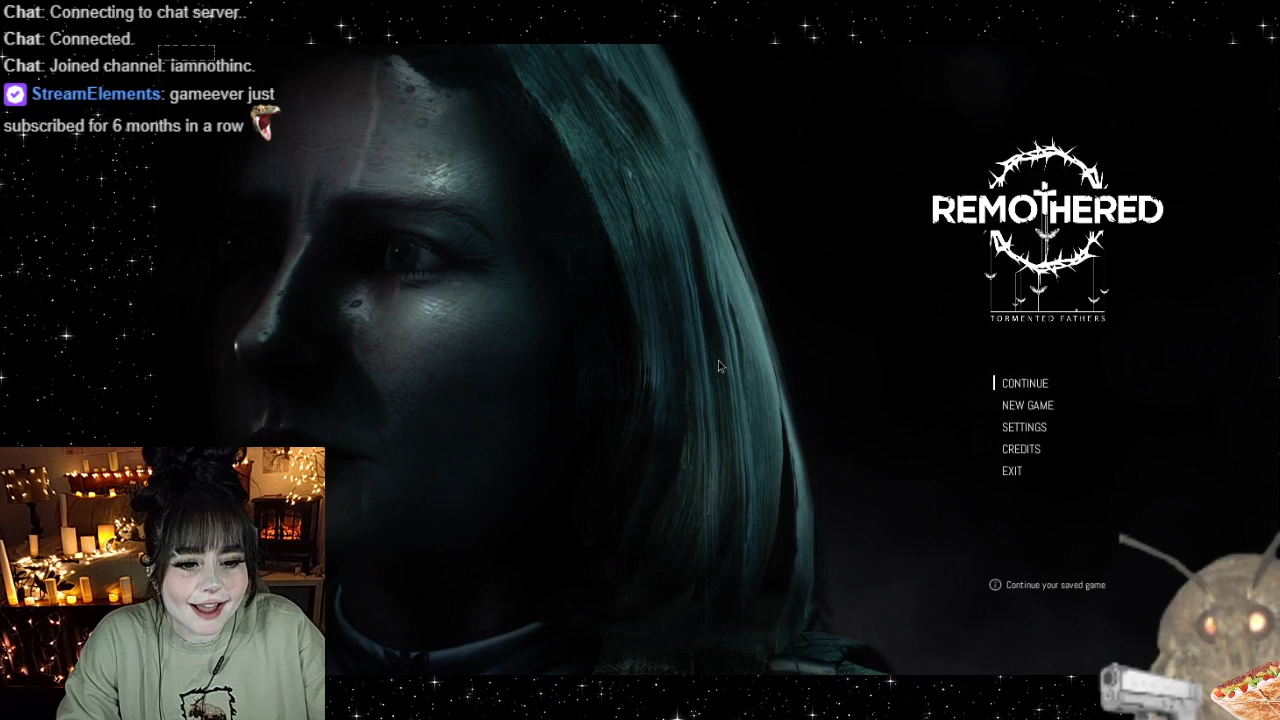 Chat: Connecting to chat server..
Chat: Connected.
Chat: Joined channel: iamnothinc.
StreamElements: gameever just
subscribed for 6 months in a row
REMOTHERED
TORMENTED FATHERS
CONTINUE
NEW GAME
SETTINGS
CREDITS
EXIT
Continue your saved game